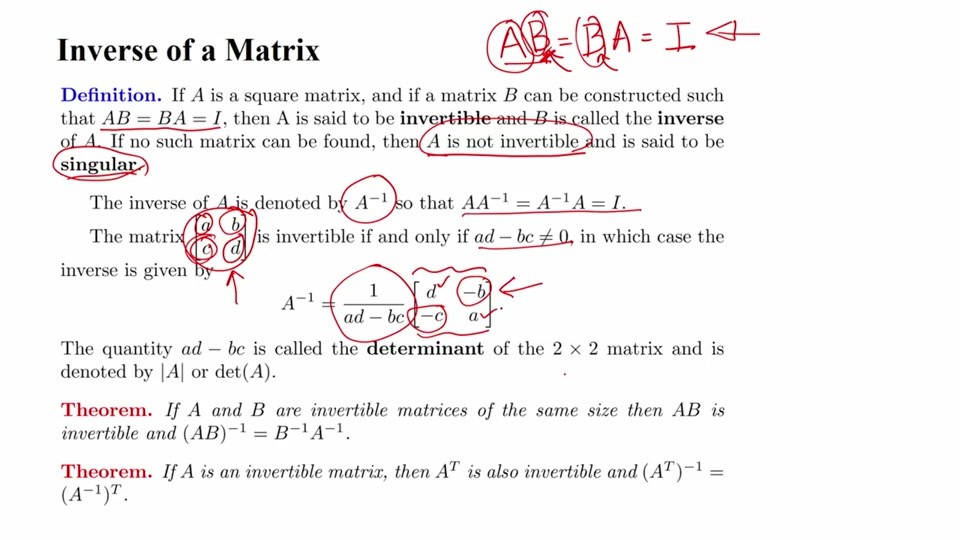 AB = BA = I
Inverse of a Matrix
Definition. If A is a square matrix, and if a matrix B can be constructed such
that AB = BA = I, then A is said to be invertible and B is called the inverse
of A. If no such matrix can be found, then A is not invertible and is said to be
singular.
The inverse of A is denoted by A⁻¹ so that AA⁻¹ = A⁻¹A = I.
The matrix [a b; c d] is invertible if and only if ad − bc ≠ 0, in which case the
inverse is given by
A⁻¹ = 1/(ad − bc) [d −b; −c a].
The quantity ad − bc is called the determinant of the 2 × 2 matrix and is
denoted by |A| or det(A).
Theorem. If A and B are invertible matrices of the same size then AB is
invertible and (AB)⁻¹ = B⁻¹A⁻¹.
Theorem. If A is an invertible matrix, then Aᵀ is also invertible and (Aᵀ)⁻¹ =
(A⁻¹)ᵀ.